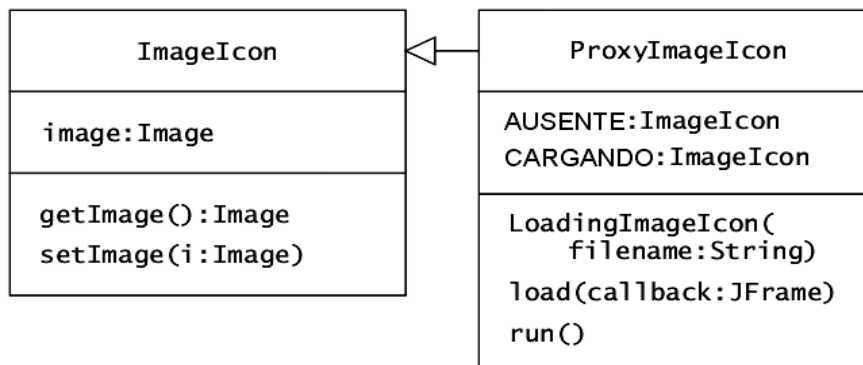 ImageIcon
image:Image
getImage():Image
setImage(i:Image)
ProxyImageIcon
AUSENTE:ImageIcon
CARGANDO:ImageIcon
LoadingImageIcon(
filename:String)
load(callback:JFrame)
run()